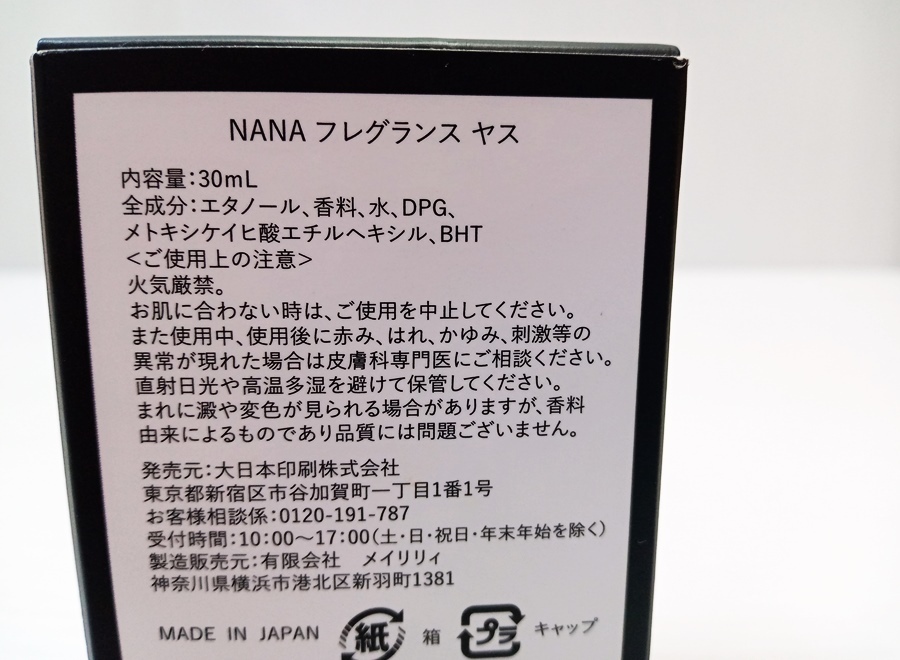 NANA フレグランス ヤス
内容量：30mL
全成分：エタノール、香料、水、DPG、
メトキシケイヒ酸エチルヘキシル、BHT
＜ご使用上の注意＞
火気厳禁。
お肌に合わない時は、ご使用を中止してください。
また使用中、使用後に赤み、はれ、かゆみ、刺激等の
異常が現れた場合は皮膚科専門医にご相談ください。
直射日光や高温多湿を避けて保管してください。
まれに澱や変色が見られる場合がありますが、香料
由来によるものであり品質には問題ございません。
発売元：大日本印刷株式会社
東京都新宿区市谷加賀町一丁目1番1号
お客様相談係：0120-191-787
受付時間：10：00～17：00（土・日・祝日・年末年始を除く）
製造販売元：有限会社　メイリリィ
神奈川県横浜市港北区新羽町1381
MADE IN JAPAN 紙 箱 プラ キャップ